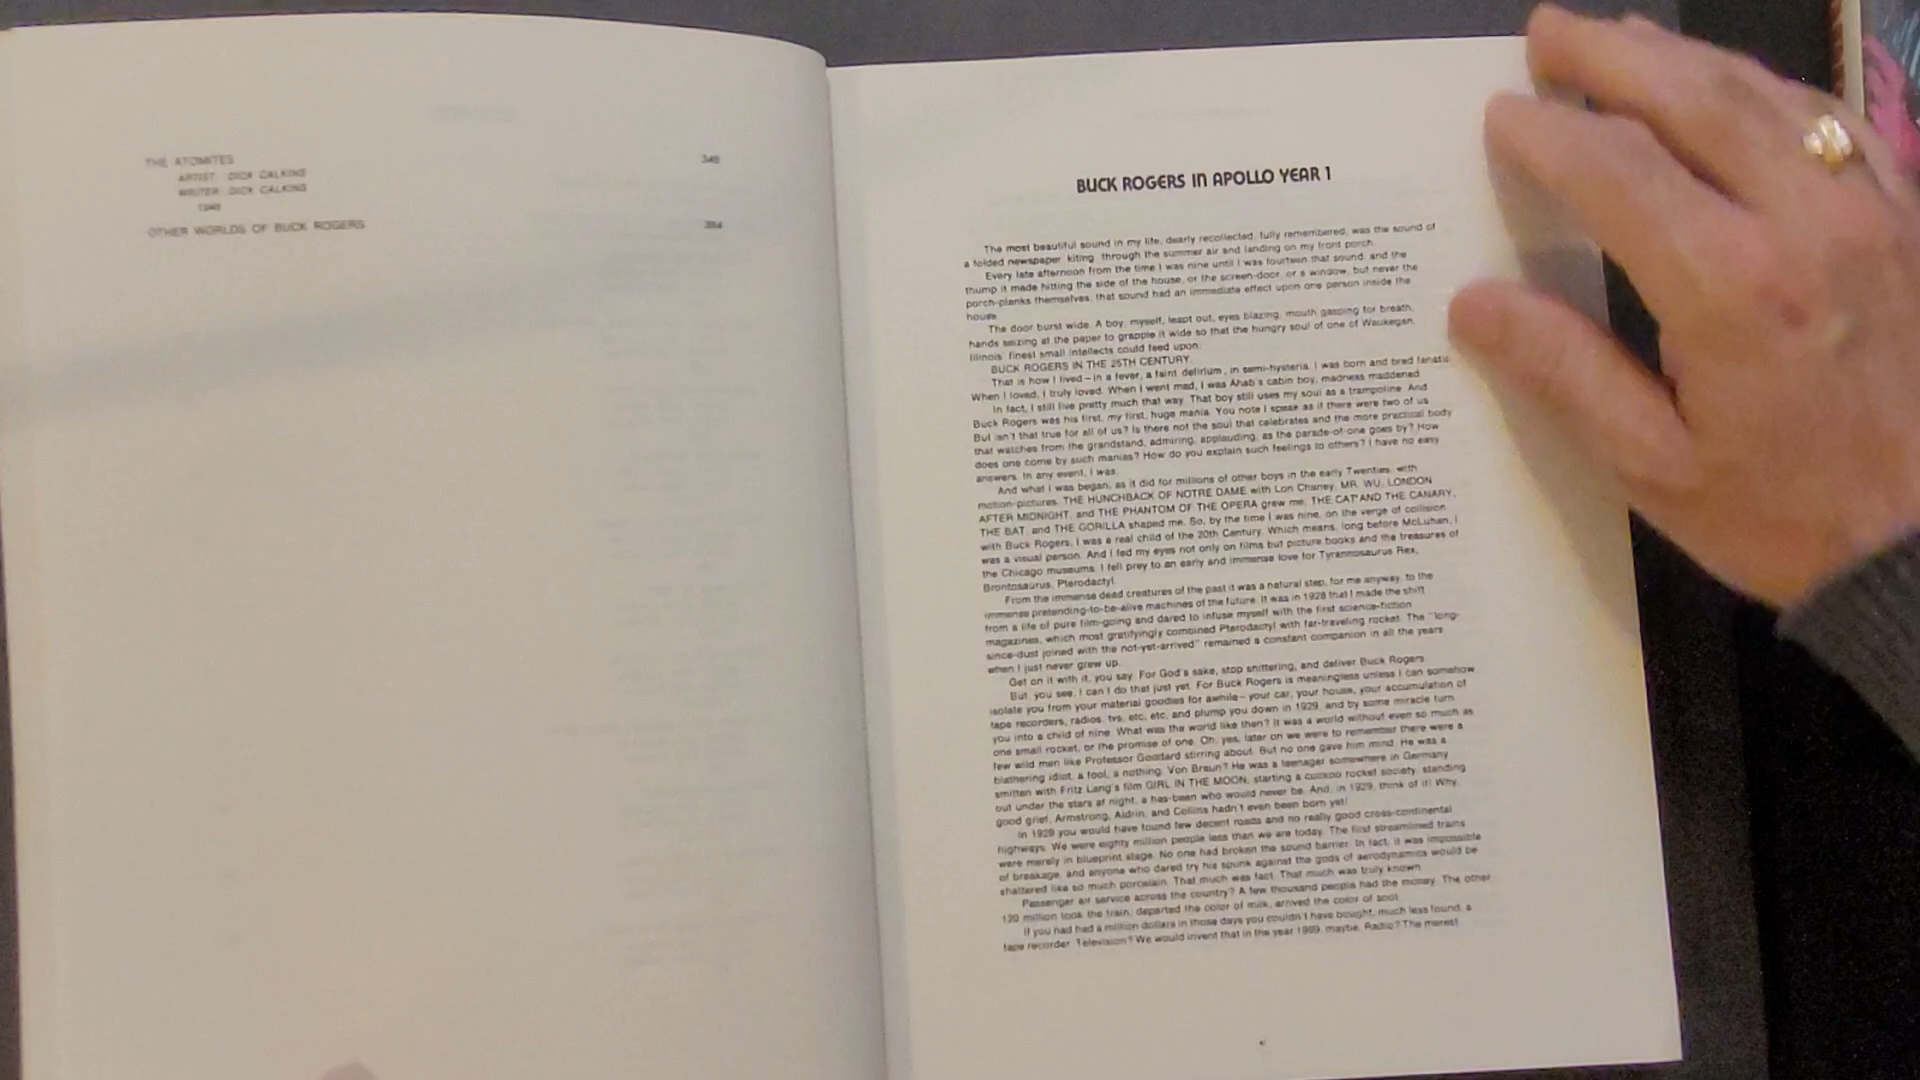 THE ATOMITES 348
ARTIST: DICK CALKINS
WRITER: DICK CALKINS
1946
OTHER WORLDS OF BUCK ROGERS 354
BUCK ROGERS IN APOLLO YEAR 1
The most beautiful sound in my life, dearly recollected, fully remembered, was the sound of
a folded newspaper kiting through the summer air and landing on my front porch.
Every late afternoon from the time I was nine until I was fourteen that sound, and the
thump it made hitting the side of the house, or the screen-door, or a window, but never the
porch-planks themselves, that sound had an immediate effect upon one person inside the
house.
The door burst wide. A boy, myself, leapt out, eyes blazing, mouth gasping for breath,
hands seizing at the paper to grapple it wide so that the hungry soul of one of Waukegan,
Illinois' finest small intellects could feed upon:
BUCK ROGERS IN THE 25TH CENTURY.
That is how I lived—in a fever, a faint delirium, in semi-hysteria. I was born and bred fanatic.
When I loved, I truly loved. When I went mad, I was Ahab's cabin boy, madness maddened.
In fact, I still live pretty much that way. That boy still uses my soul as a trampoline. And
Buck Rogers was his first, my first, huge mania. You note I speak as if there were two of us.
But isn't that true for all of us? Is there not the soul that celebrates and the more practical body
that watches from the grandstand, admiring, applauding, as the parade-of-one goes by? How
does one come by such manias? How do you explain such feelings to others? I have no easy
answers. In any event, I was.
And what I was began, as it did for millions of other boys in the early Twenties, with
motion-pictures. THE HUNCHBACK OF NOTRE DAME with Lon Chaney, MR. WU, LONDON
AFTER MIDNIGHT, and THE PHANTOM OF THE OPERA grew me. THE CAT AND THE CANARY,
THE BAT, and THE GORILLA shaped me. So, by the time I was nine, on the verge of collision
with Buck Rogers, I was a real child of the 20th Century. Which means, long before McLuhan, I
was a visual person. And I fed my eyes not only on films but picture books and the treasures of
the Chicago museums. I fell prey to an early and immense love for Tyrannosaurus Rex,
Brontosaurus, Pterodactyl.
From the immense dead creatures of the past it was a natural step, for me anyway, to the
immense pretending-to-be-alive machines of the future. It was in 1928 that I made the shift
from a life of pure film-going and dared to infuse myself with the first science-fiction
magazines, which most gratifyingly combined Pterodactyl with far-traveling rocket. The "long-
since-dust joined with the not-yet-arrived" remained a constant companion in all the years
when I just never grew up.
Get on it with it, you say. For God's sake, stop snittering, and deliver Buck Rogers.
But, you see, I can't do that just yet. For Buck Rogers is meaningless unless I can somehow
isolate you from your material goodies for awhile—your car, your house, your accumulation of
tape recorders, radios, tvs, etc, etc, and plump you down in 1929, and by some miracle turn
you into a child of nine. What was the world like then? It was a world without even so much as
one small rocket, or the promise of one. Oh, yes, later on we were to remember there were a
few wild men like Professor Goddard stirring about. But no one gave him mind. He was a
blathering idiot, a fool, a nothing. Von Braun? He was a teenager somewhere in Germany
smitten with Fritz Lang's film GIRL IN THE MOON, starting a cuckoo rocket society, standing
out under the stars at night, a has-been who would never be. And, in 1929, think of it! Why,
good grief, Armstrong, Aldrin, and Collins hadn't even been born yet!
In 1929 you would have found few decent roads and no really good cross-continental
highways. We were eighty million people less than we are today. The first streamlined trains
were merely in blueprint stage. No one had broken the sound barrier. In fact, it was impossible
of breakage, and anyone who dared try his spunk against the gods of aerodynamics would be
shattered like so much porcelain. That much was fact. That much was truly known.
Passenger air service across the country? A few thousand people had the money. The other
120 million took the train, departed the color of milk, arrived the color of soot.
If you had had a million dollars in those days you couldn't have bought, much less found, a
tape recorder. Television? We would invent that in the year 1999, maybe. Radio? The merest